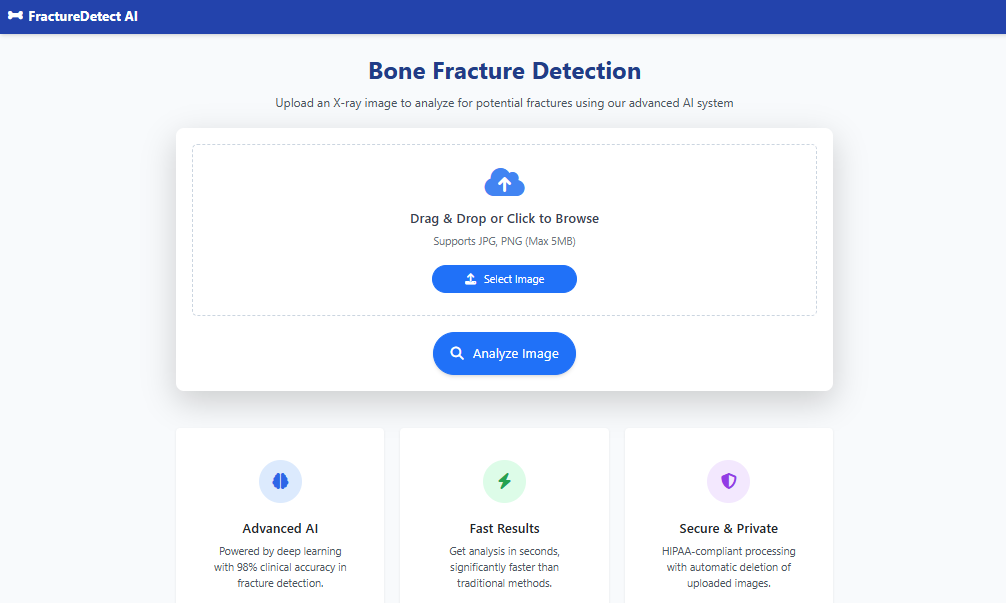 FractureDetect AI
Bone Fracture Detection
Upload an X-ray image to analyze for potential fractures using our advanced AI system
Drag & Drop or Click to Browse
Supports JPG, PNG (Max 5MB)
Select Image
Analyze Image
Advanced AI
Powered by deep learning
with 98% clinical accuracy in
fracture detection.
Fast Results
Get analysis in seconds,
significantly faster than
traditional methods.
Secure & Private
HIPAA-compliant processing
with automatic deletion of
uploaded images.